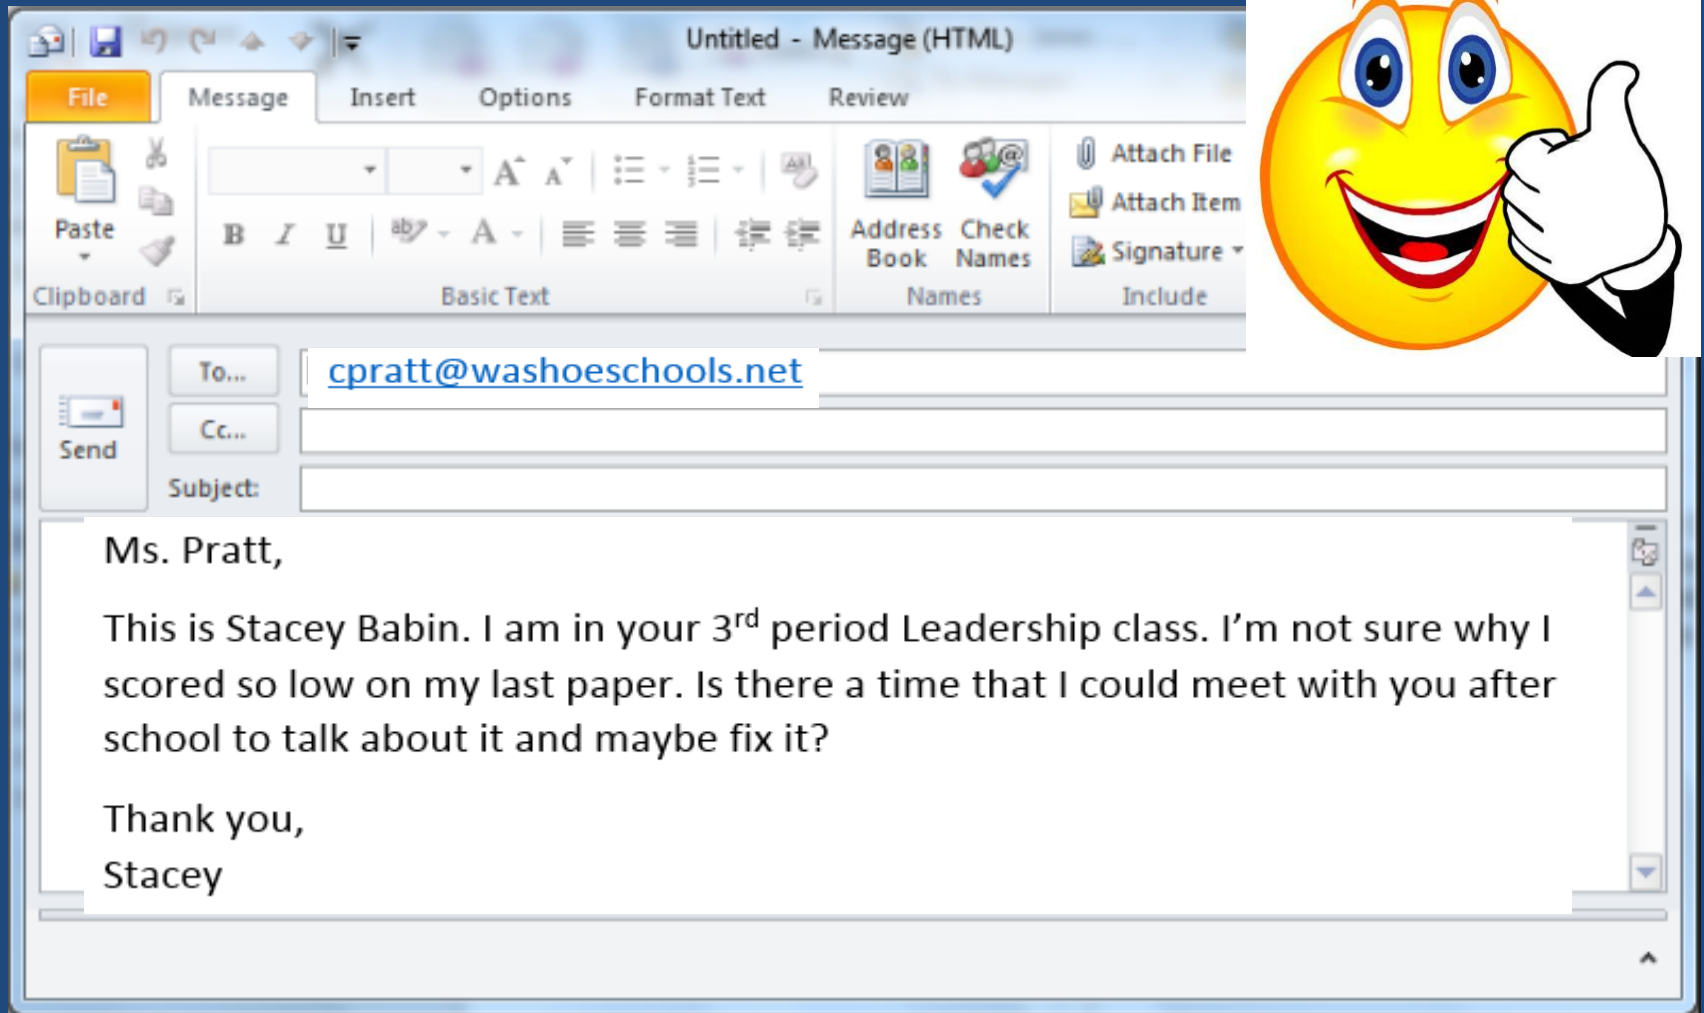 Untitled - Message (HTML)
File Message Insert Options Format Text Review
Attach File
Attach Item
Paste
B I U ab A
Address Check
Book Names
Signature
Clipboard Basic Text Names Include
To... cpratt@washoeschools.net
Cc...
Send
Subject:
Ms. Pratt,
This is Stacey Babin. I am in your 3rd period Leadership class. I’m not sure why I
scored so low on my last paper. Is there a time that I could meet with you after
school to talk about it and maybe fix it?
Thank you,
Stacey